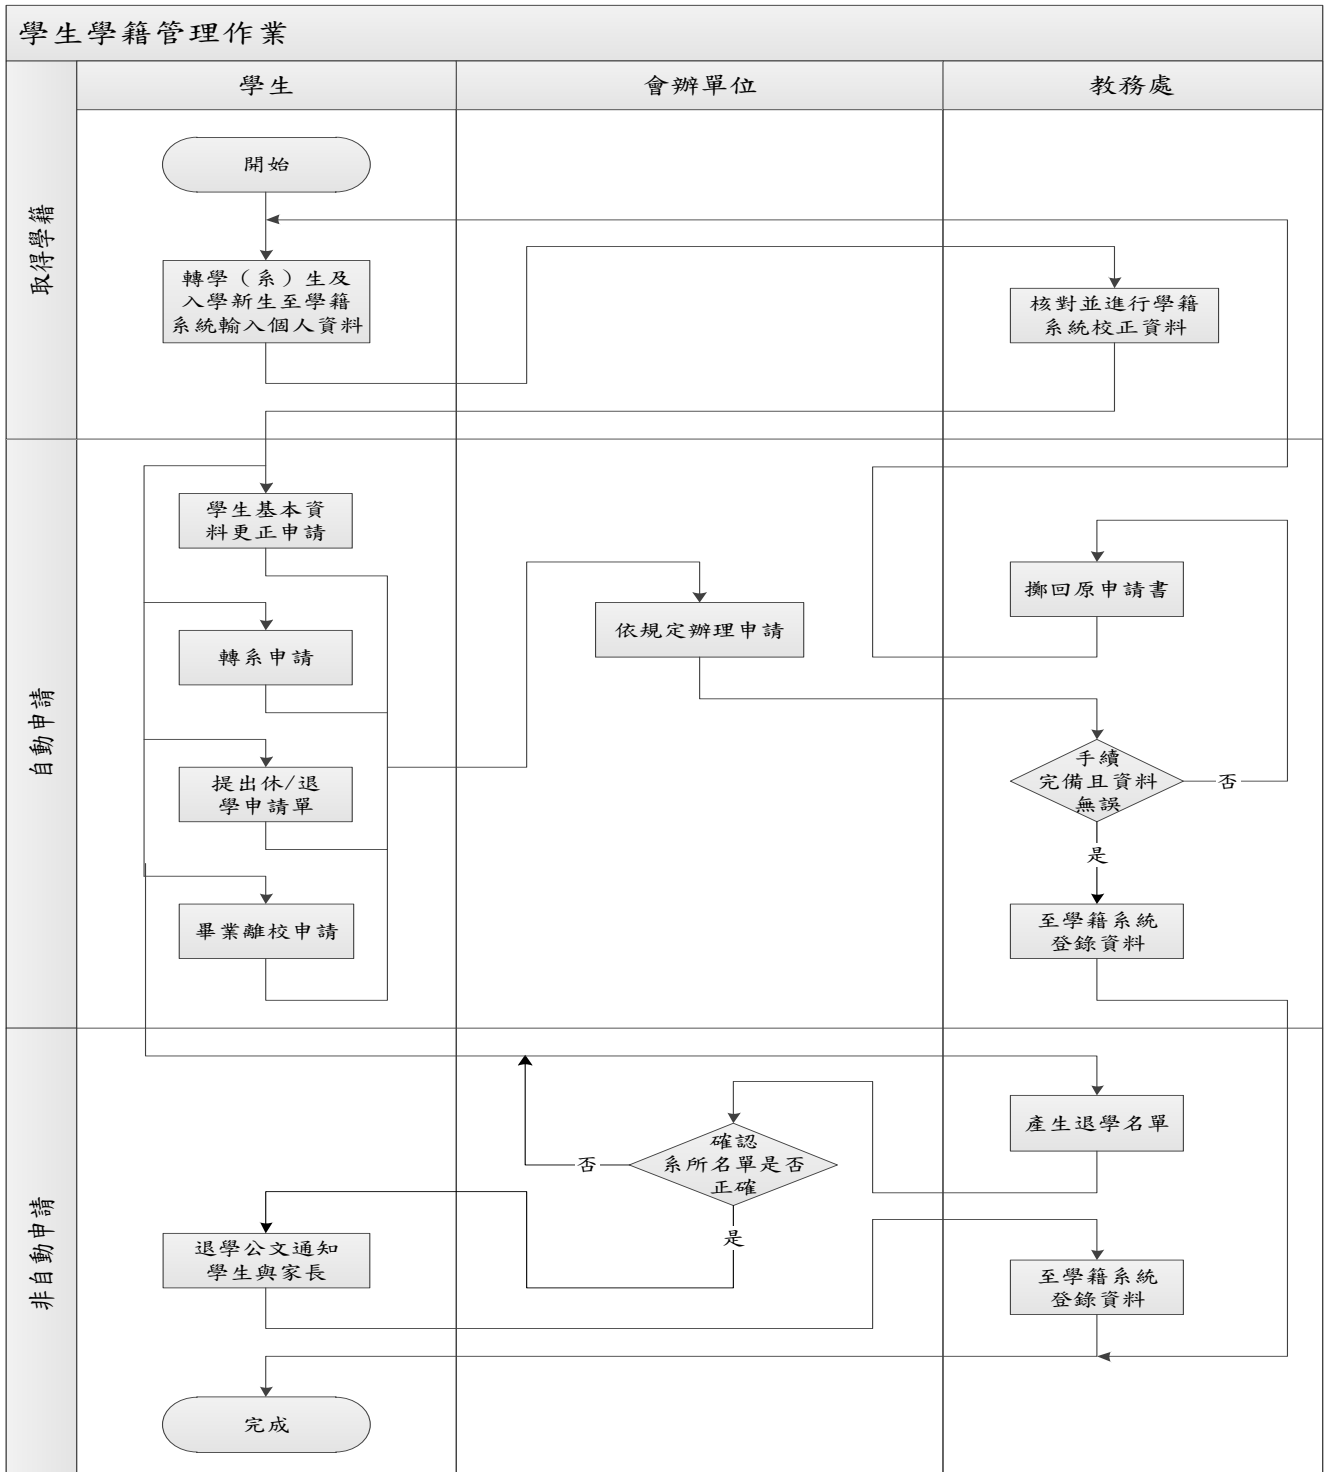 學生學籍管理作業
學生
會辦單位
教務處
取得學籍
開始
轉學（系）生及
入學新生至學籍
系統輸入個人資料
核對並進行學籍
系統校正資料
自動申請
學生基本資
料更正申請
轉系申請
提出休/退
學申請單
畢業離校申請
依規定辦理申請
擲回原申請書
手續
完備且資料
無誤
否
是
至學籍系統
登錄資料
非自動申請
產生退學名單
確認
系所名單是否
正確
否
是
退學公文通知
學生與家長
至學籍系統
登錄資料
完成